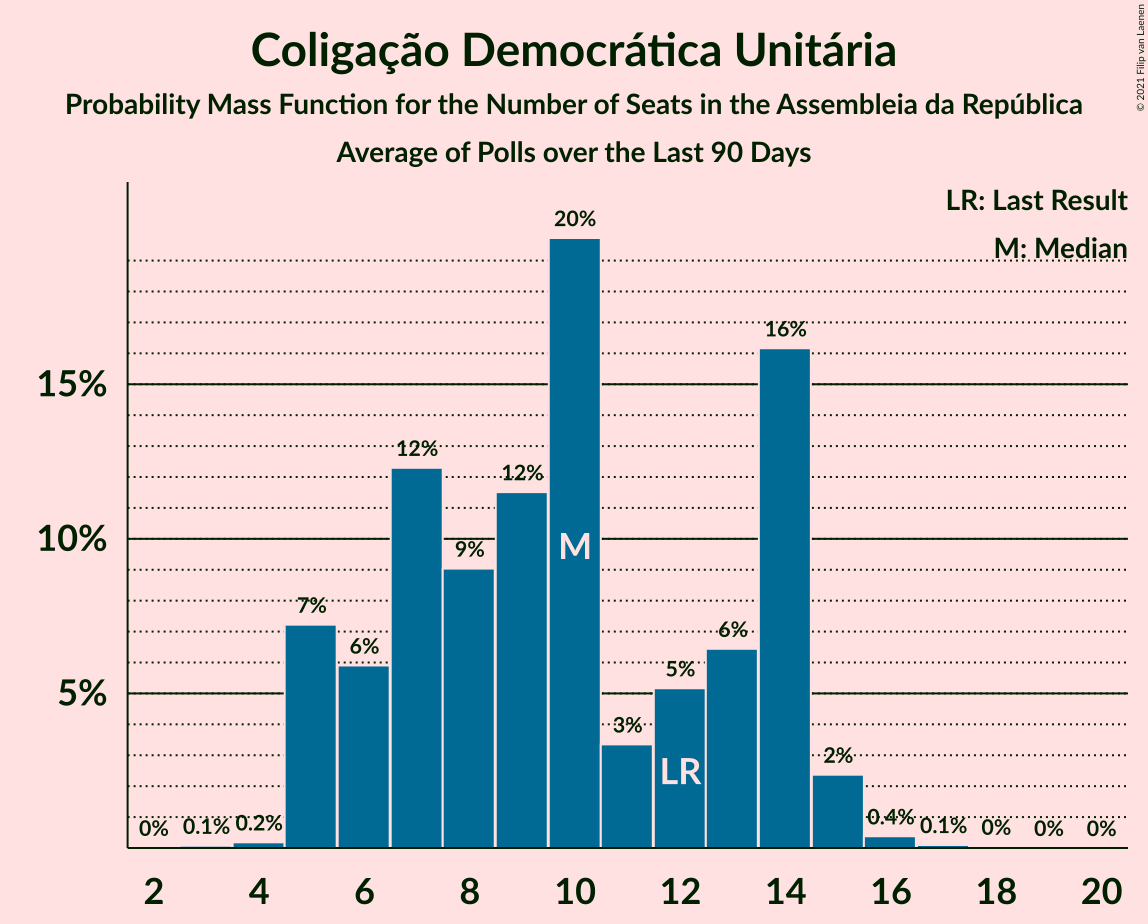 Coligação Democrática Unitária
Probability Mass Function for the Number of Seats in the Assembleia da República
Average of Polls over the Last 90 Days
© 2021 Filip van Laenen
LR: Last Result
M: Median
20%
16%
15%
12%
12%
10%
9%
M
7%
6%
6%
5%
5%
3%
LR
2%
0%
0.1%
0.2%
0.4%
0.1%
0%
0%
0%
2 4 6 8 10 12 14 16 18 20